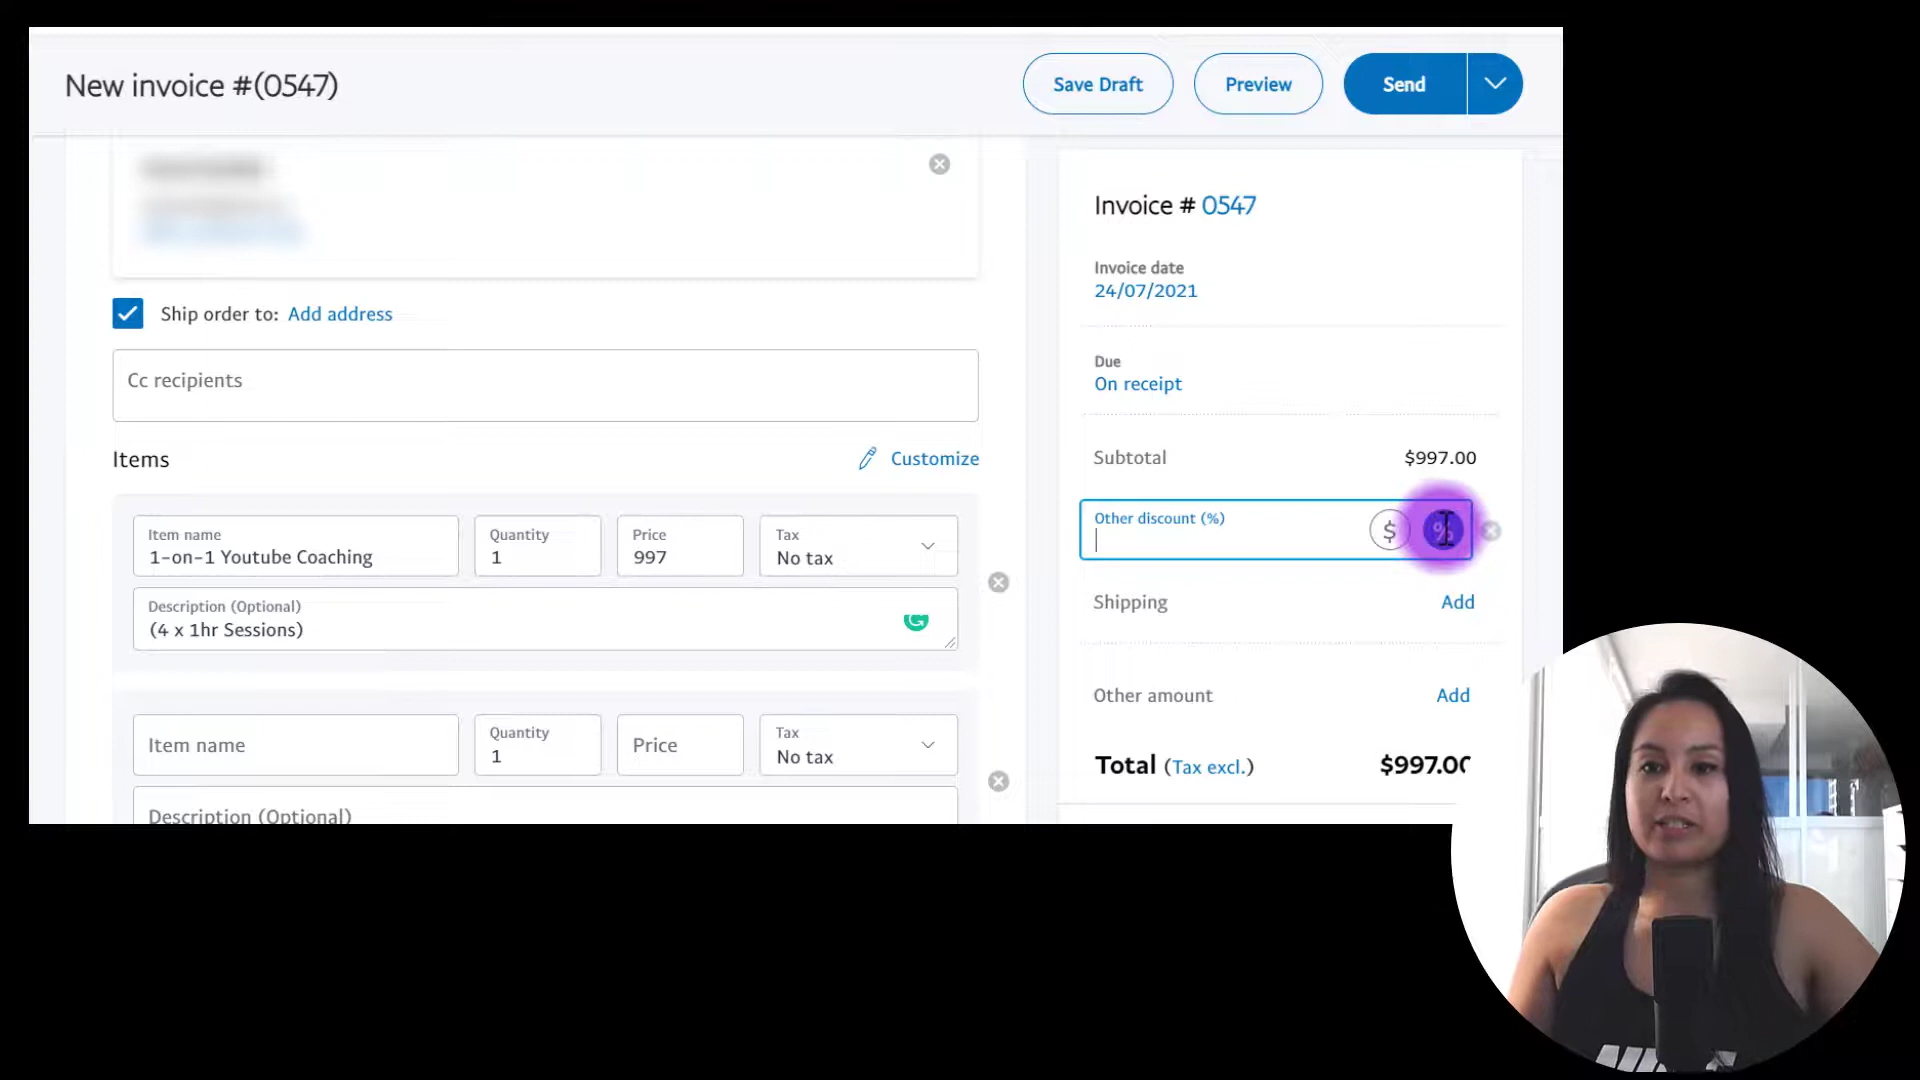 New invoice #(0547)
Save Draft
Preview
Send
Ship order to: Add address
Cc recipients
Items
Customize
Item name
1-on-1 Youtube Coaching
Quantity
1
Price
997
Tax
No tax
Description (Optional)
(4 x 1hr Sessions)
Item name
Quantity
1
Price
Tax
No tax
Description (Optional)
Invoice # 0547
Invoice date
24/07/2021
Due
On receipt
Subtotal
$997.00
Other discount (%)
$
%
Shipping
Add
Other amount
Add
Total (Tax excl.)
$997.00